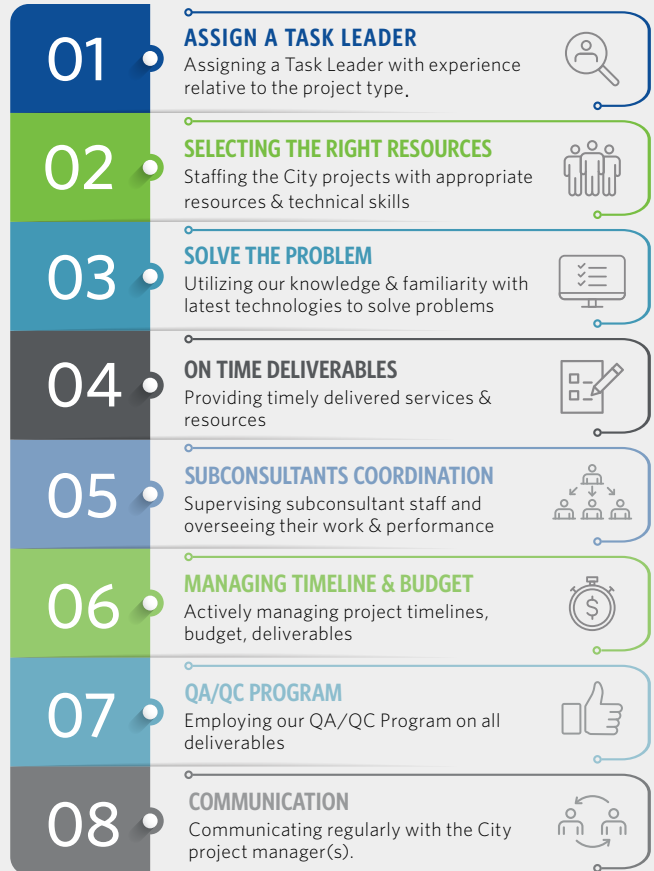 01
ASSIGN A TASK LEADER
Assigning a Task Leader with experience
relative to the project type.
02
SELECTING THE RIGHT RESOURCES
Staffing the City projects with appropriate
resources & technical skills
03
SOLVE THE PROBLEM
Utilizing our knowledge & familiarity with
latest technologies to solve problems
04
ON TIME DELIVERABLES
Providing timely delivered services &
resources
05
SUBCONSULTANTS COORDINATION
Supervising subconsultant staff and
overseeing their work & performance
06
MANAGING TIMELINE & BUDGET
Actively managing project timelines,
budget, deliverables
$
07
QA/QC PROGRAM
Employing our QA/QC Program on all
deliverables
08
COMMUNICATION
Communicating regularly with the City
project manager(s).